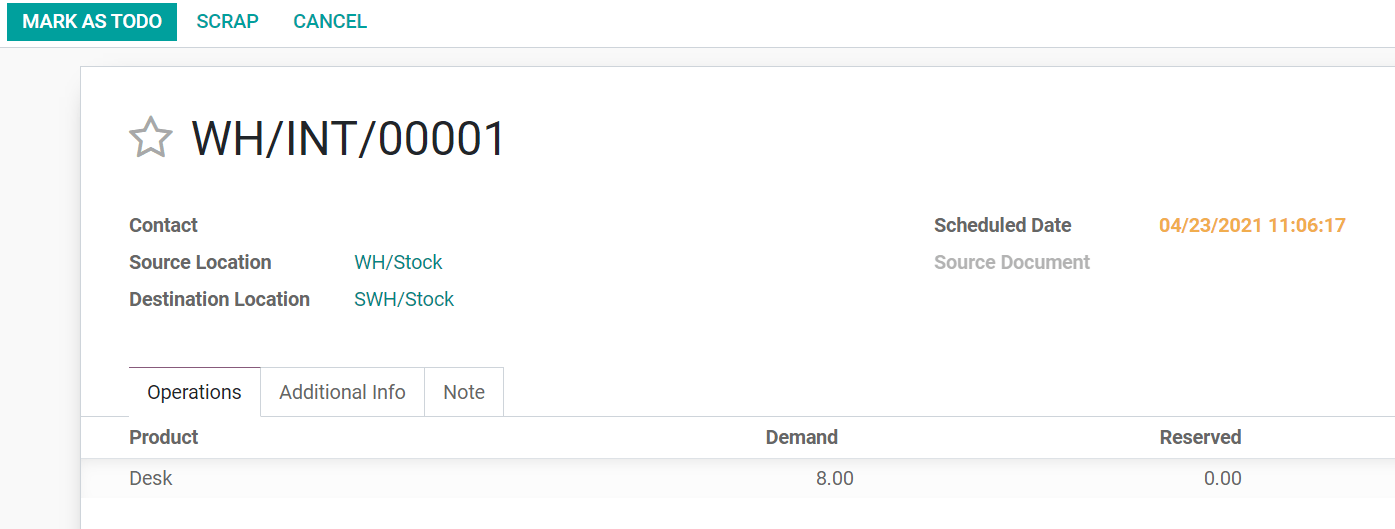 MARK AS TODO SCRAP CANCEL
WH/INT/00001
Contact Scheduled Date 04/23/2021 11:06:17
Source Location WH/Stock Source Document
Destination Location SWH/Stock
Operations Additional Info Note
Product Demand Reserved
Desk 8.00 0.00